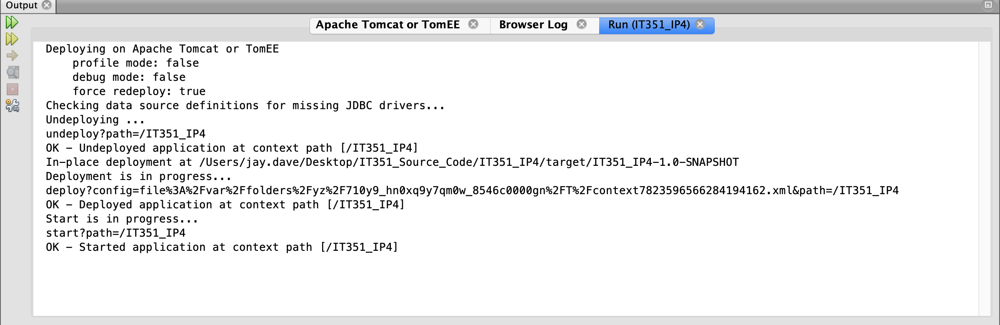 Output
Apache Tomcat or TomEE
Browser Log
Run (IT351_IP4)
Deploying on Apache Tomcat or TomEE
    profile mode: false
    debug mode: false
    force redeploy: true
Checking data source definitions for missing JDBC drivers...
Undeploying ...
undeploy?path=/IT351_IP4
OK - Undeployed application at context path [/IT351_IP4]
In-place deployment at /Users/jay.dave/Desktop/IT351_Source_Code/IT351_IP4/target/IT351_IP4-1.0-SNAPSHOT
Deployment is in progress...
deploy?config=file%3A%2Fvar%2Ffolders%2Fyz%2F710y9_hn0xq9y7qm0w_8546c0000gn%2FT%2Fcontext7823596566284194162.xml&path=/IT351_IP4
OK - Deployed application at context path [/IT351_IP4]
Start is in progress...
start?path=/IT351_IP4
OK - Started application at context path [/IT351_IP4]